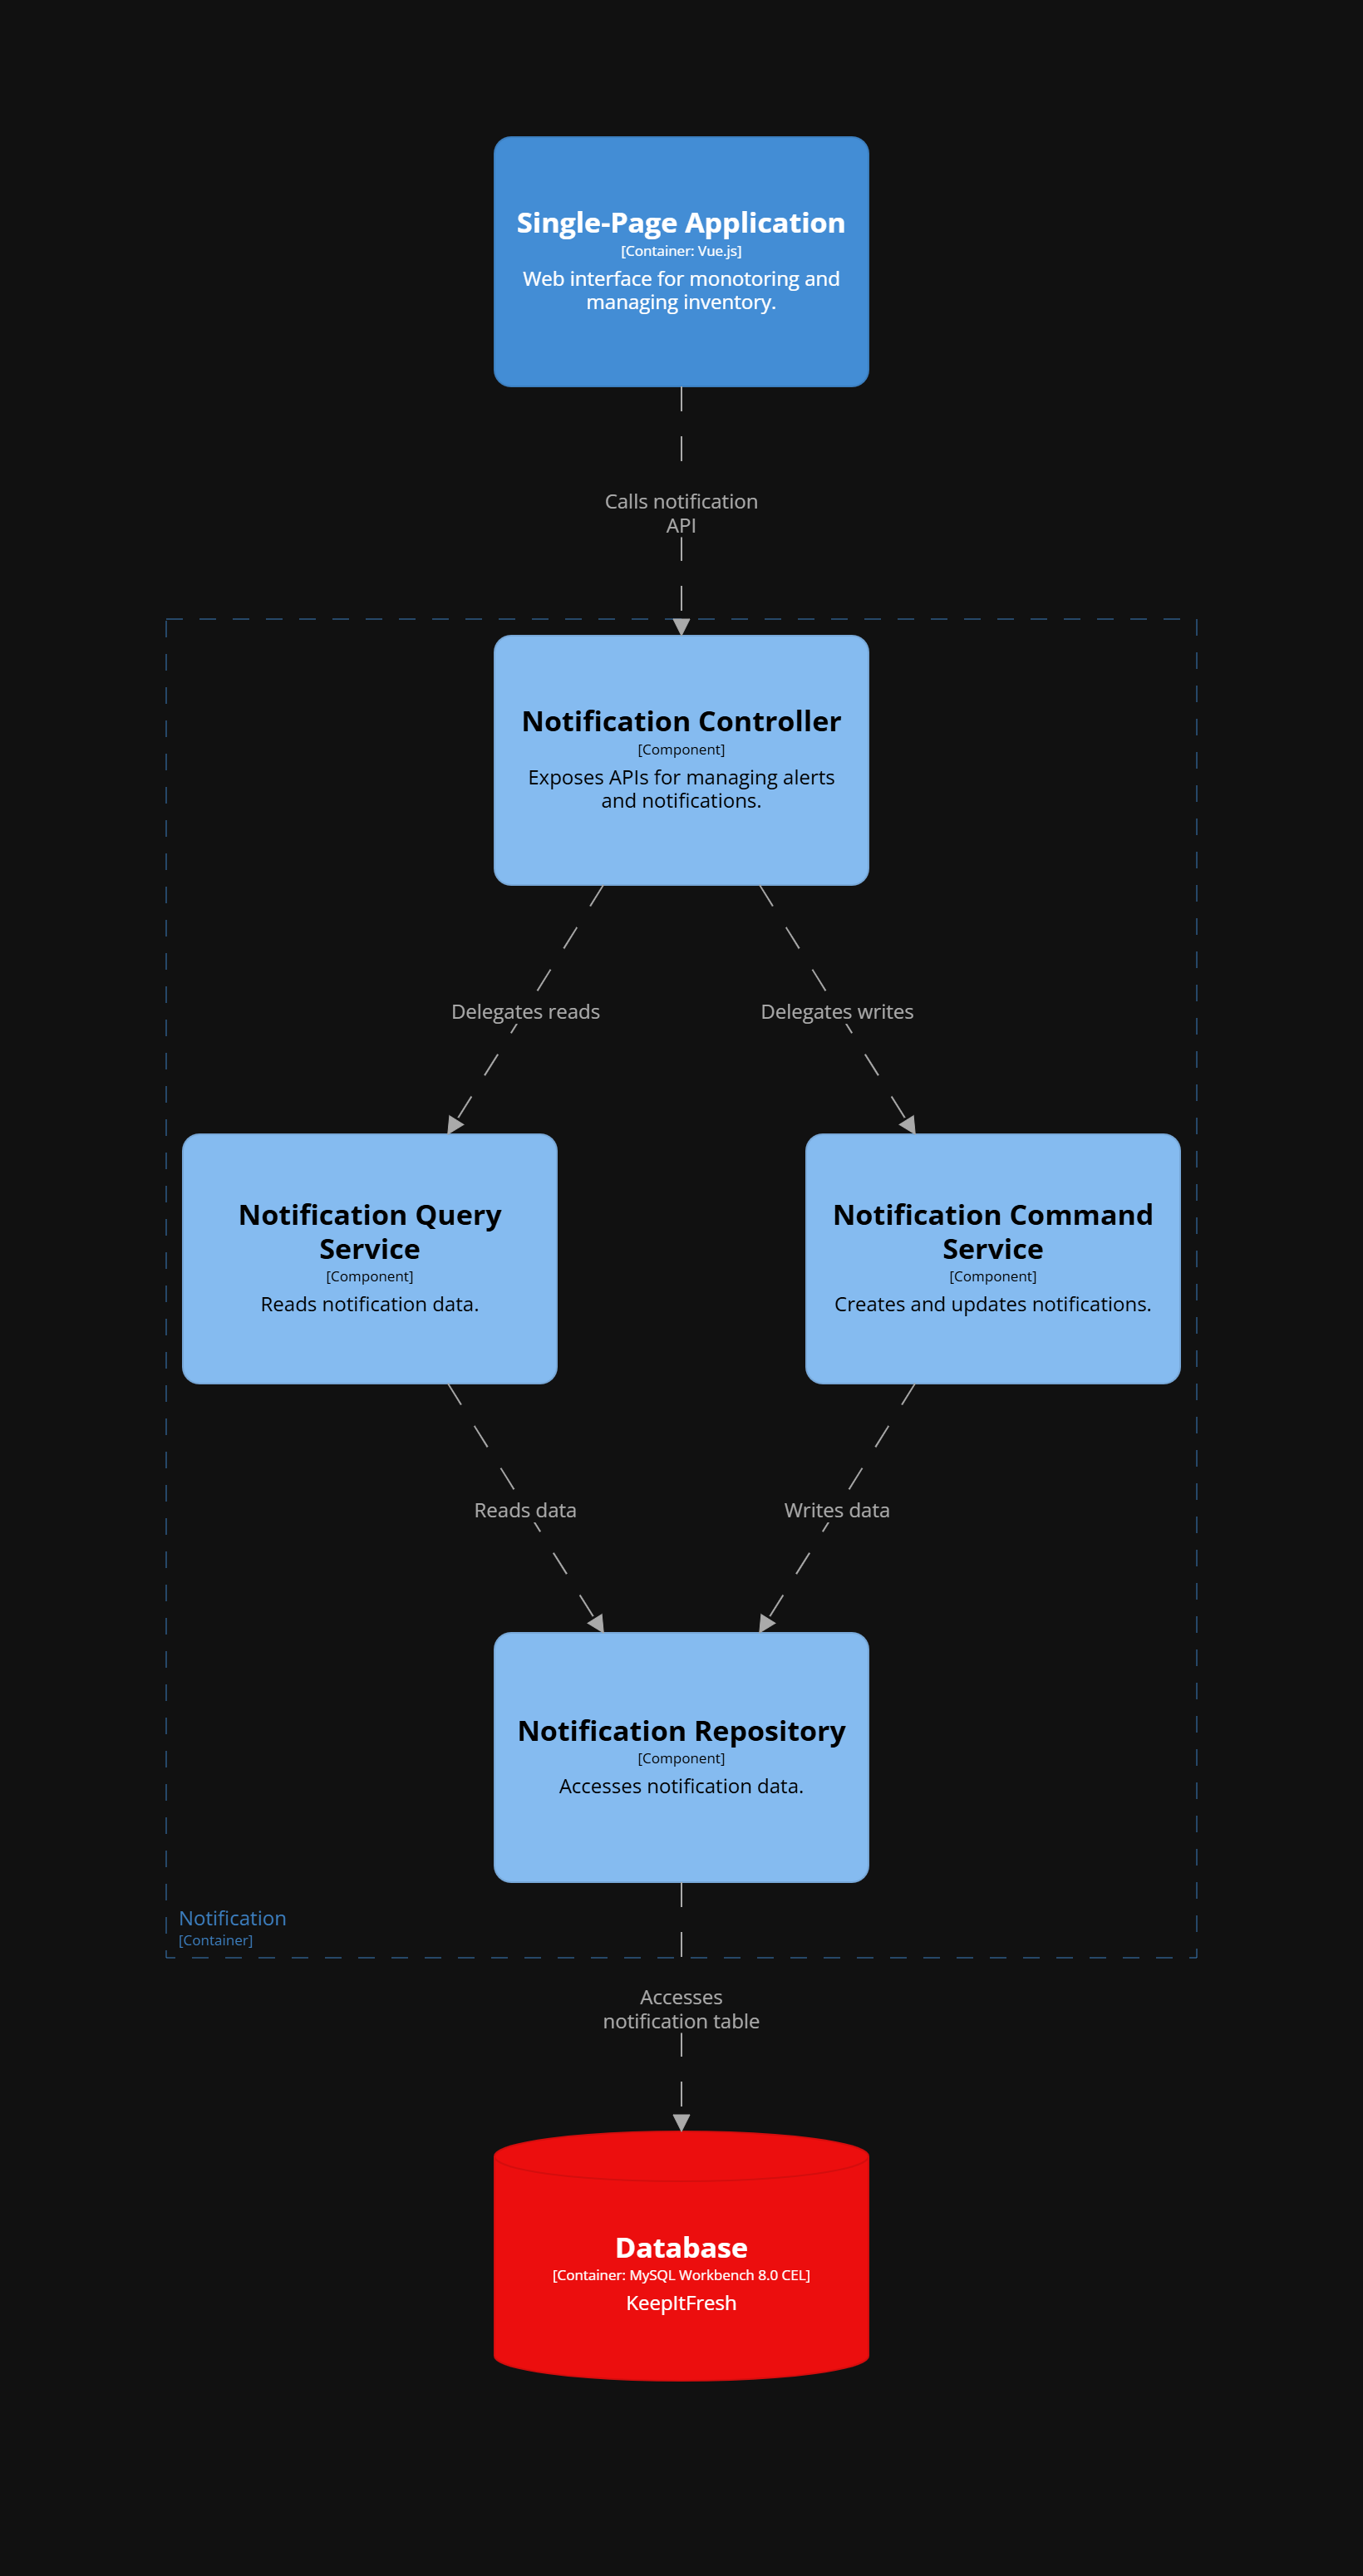 Single-Page Application
[Container: Vue.js]
Web interface for monotoring and
managing inventory.
Calls notification
API
Notification Controller
[Component]
Exposes APIs for managing alerts
and notifications.
Delegates reads
Delegates writes
Notification Query
Service
[Component]
Reads notification data.
Notification Command
Service
[Component]
Creates and updates notifications.
Reads data
Writes data
Notification Repository
[Component]
Accesses notification data.
Notification
[Container]
Accesses
notification table
Database
[Container: MySQL Workbench 8.0 CEL]
KeepItFresh